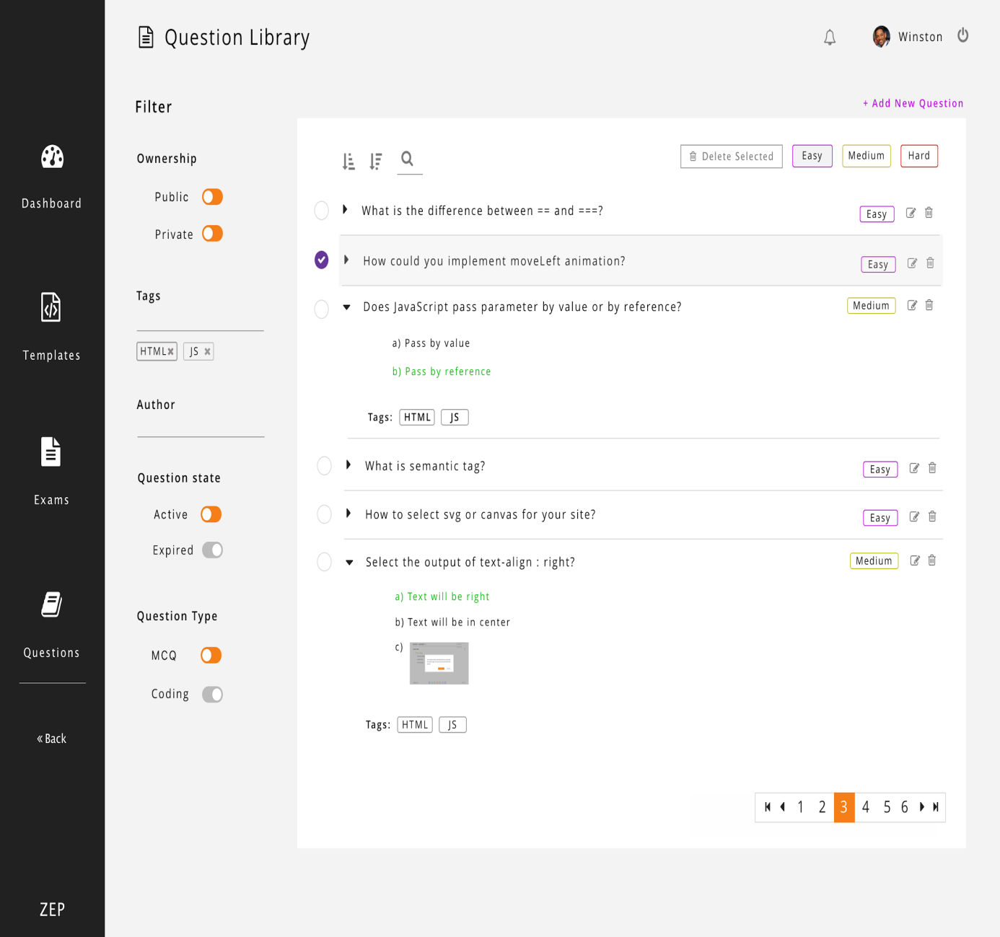 Question Library
Winston
Dashboard
Templates
Exams
Questions
« Back
ZEP
Filter
Ownership
Public
Private
Tags
HTML×
JS ×
Author
Question state
Active
Expired
Question Type
MCQ
Coding
+ Add New Question
Delete Selected
Easy
Medium
Hard
What is the difference between == and ===?
Easy
How could you implement moveLeft animation?
Easy
Does JavaScript pass parameter by value or by reference?
Medium
a) Pass by value
b) Pass by reference
Tags: HTML JS
What is semantic tag?
Easy
How to select svg or canvas for your site?
Easy
Select the output of text-align : right?
Medium
a) Text will be right
b) Text will be in center
c)
Tags: HTML JS
1 2 3 4 5 6